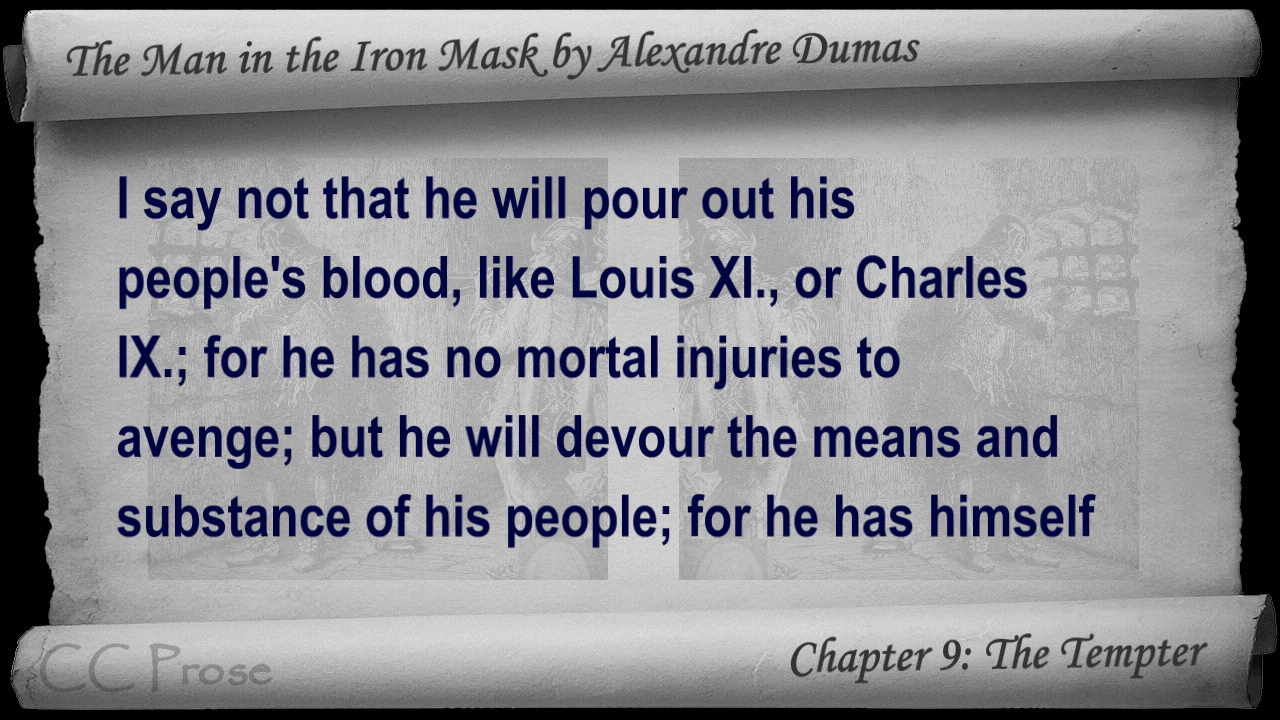 The Man in the Iron Mask by Alexandre Dumas
I say not that he will pour out his
people's blood, like Louis XI., or Charles
IX.; for he has no mortal injuries to
avenge; but he will devour the means and
substance of his people; for he has himself
CC Prose
Chapter 9: The Tempter